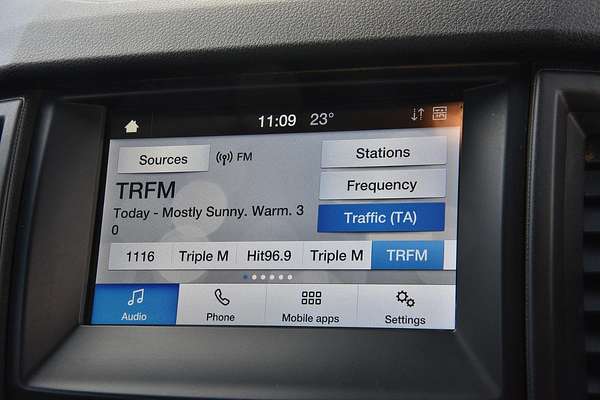 11:09 23°
Sources
FM
Stations
TRFM
Frequency
Today - Mostly Sunny. Warm. 3
0
Traffic (TA)
1116 Triple M Hit96.9 Triple M TRFM
Audio Phone Mobile apps Settings